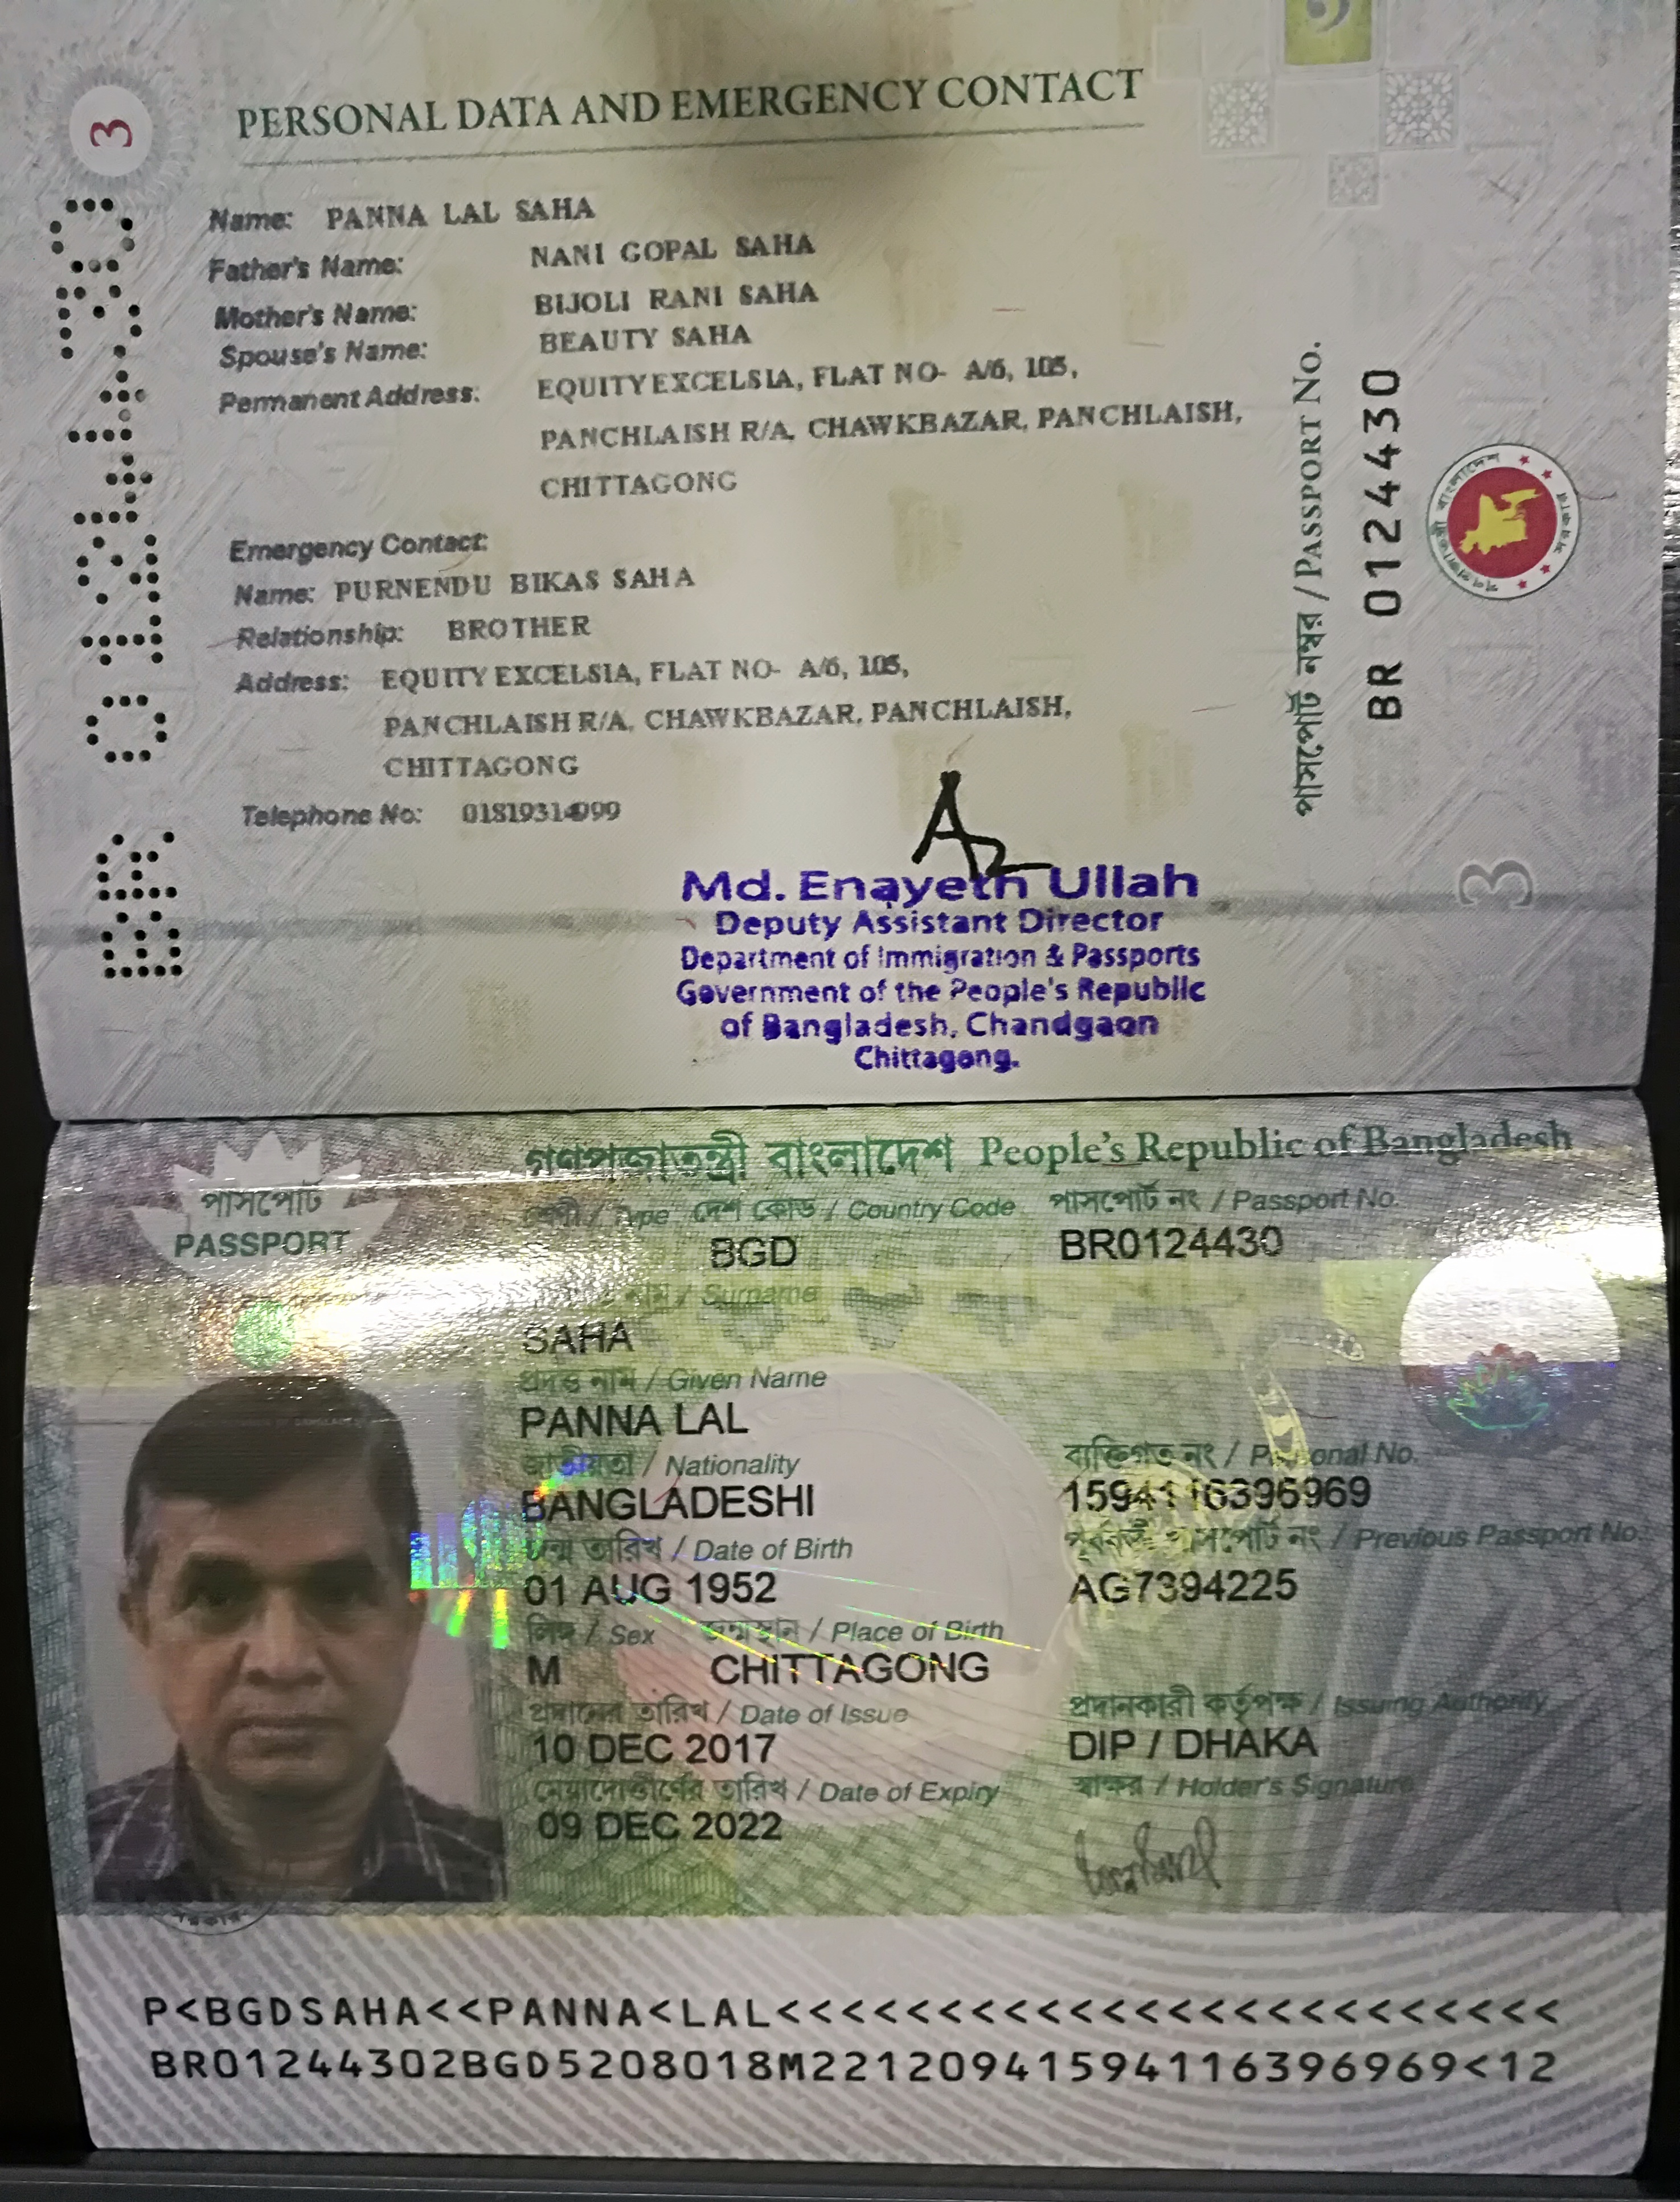 3
PERSONAL DATA AND EMERGENCY CONTACT
Name: PANNA LAL SAHA
Father's Name: NANI GOPAL SAHA
Mother's Name: BIJOLI RANI SAHA
Spouse's Name: BEAUTY SAHA
Permanent Address: EQUITY EXCELSIA, FLAT NO- A/6, 105,
PANCHLAISH R/A, CHAWKBAZAR, PANCHLAISH,
CHITTAGONG
Emergency Contact:
Name: PURNENDU BIKAS SAHA
Relationship: BROTHER
Address: EQUITY EXCELSIA, FLAT NO- A/6, 105,
PANCHLAISH R/A, CHAWKBAZAR, PANCHLAISH,
CHITTAGONG
Telephone No: 01819314999
পাসপোর্ট নম্বর / PASSPORT No.
BR 0124430
BR 0124430
3
Md. Enayeth Ullah
Deputy Assistant Director
Department of Immigration & Passports
Government of the People's Republic
of Bangladesh, Chandgaon
Chittagong.
গণপ্রজাতন্ত্রী বাংলাদেশ People's Republic of Bangladesh
পাসপোর্ট
PASSPORT
শ্রেণী / Type দেশ কোড / Country Code পাসপোর্ট নং / Passport No.
BGD BR0124430
নাম / Surname
SAHA
প্রদত্ত নাম / Given Name
PANNA LAL
জাতীয়তা / Nationality ব্যক্তিগত নং / Personal No.
BANGLADESHI 1594116396969
জন্ম তারিখ / Date of Birth পূর্ববর্তী পাসপোর্ট নং / Previous Passport No.
01 AUG 1952 AG7394225
লিঙ্গ / Sex জন্মস্থান / Place of Birth
M CHITTAGONG
প্রদানের তারিখ / Date of Issue প্রদানকারী কর্তৃপক্ষ / Issuing Authority
10 DEC 2017 DIP / DHAKA
মেয়াদোত্তীর্ণের তারিখ / Date of Expiry স্বাক্ষর / Holder's Signature
09 DEC 2022
P<BGDSAHA<<PANNA<LAL<<<<<<<<<<<<<<<<<<<<<<<<
BR01244302BGD5208018M221209415941116396969<12